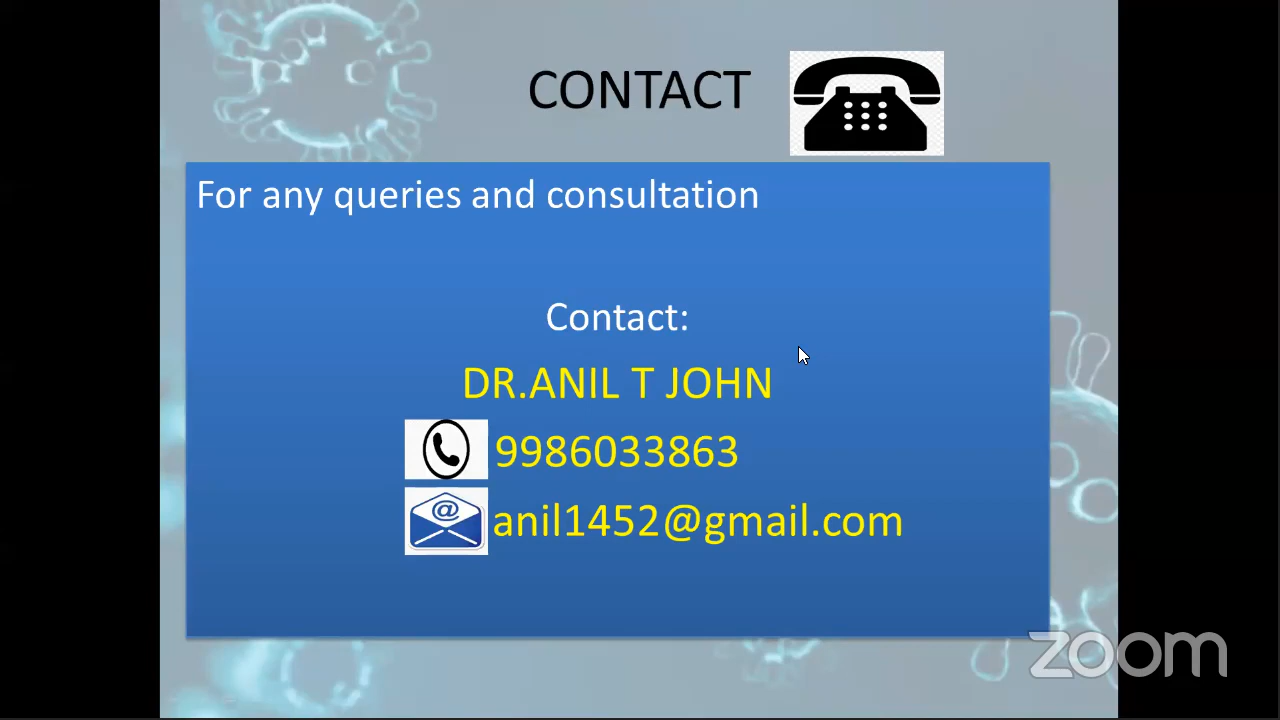 CONTACT
For any queries and consultation
Contact:
DR.ANIL T JOHN
9986033863
@
anil1452@gmail.com
zoom